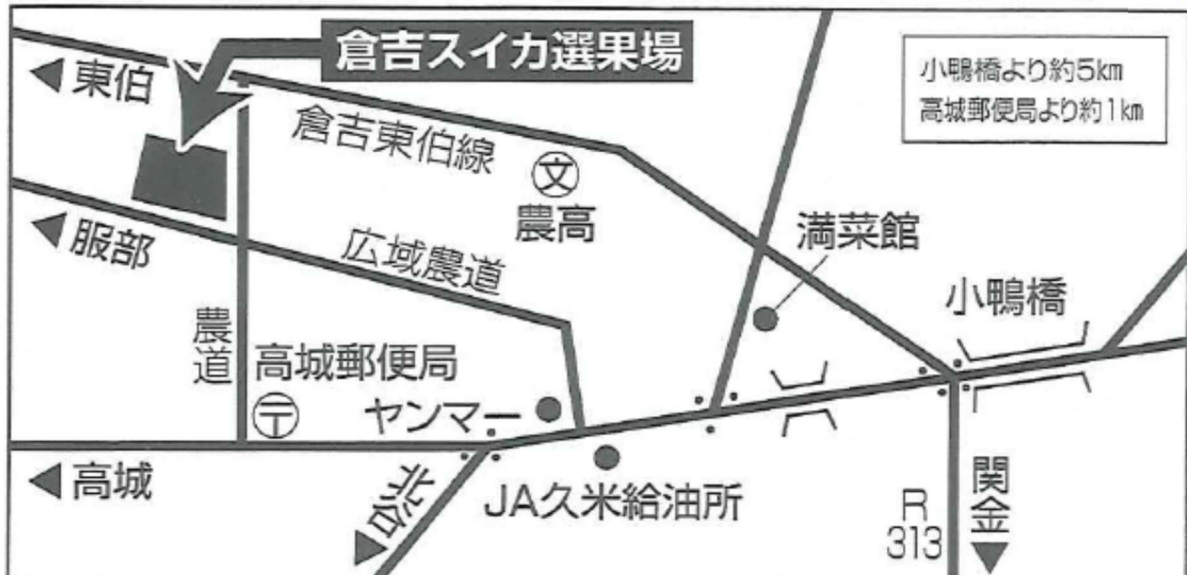 倉吉スイカ選果場
小鴨橋より約5km
高城郵便局より約1km
◀東伯
倉吉東伯線
文
農高
満菜館
◀服部
広域農道
小鴨橋
農道
高城郵便局
〒
ヤンマー
◀高城
北谷▶
JA久米給油所
R
313
関金▼